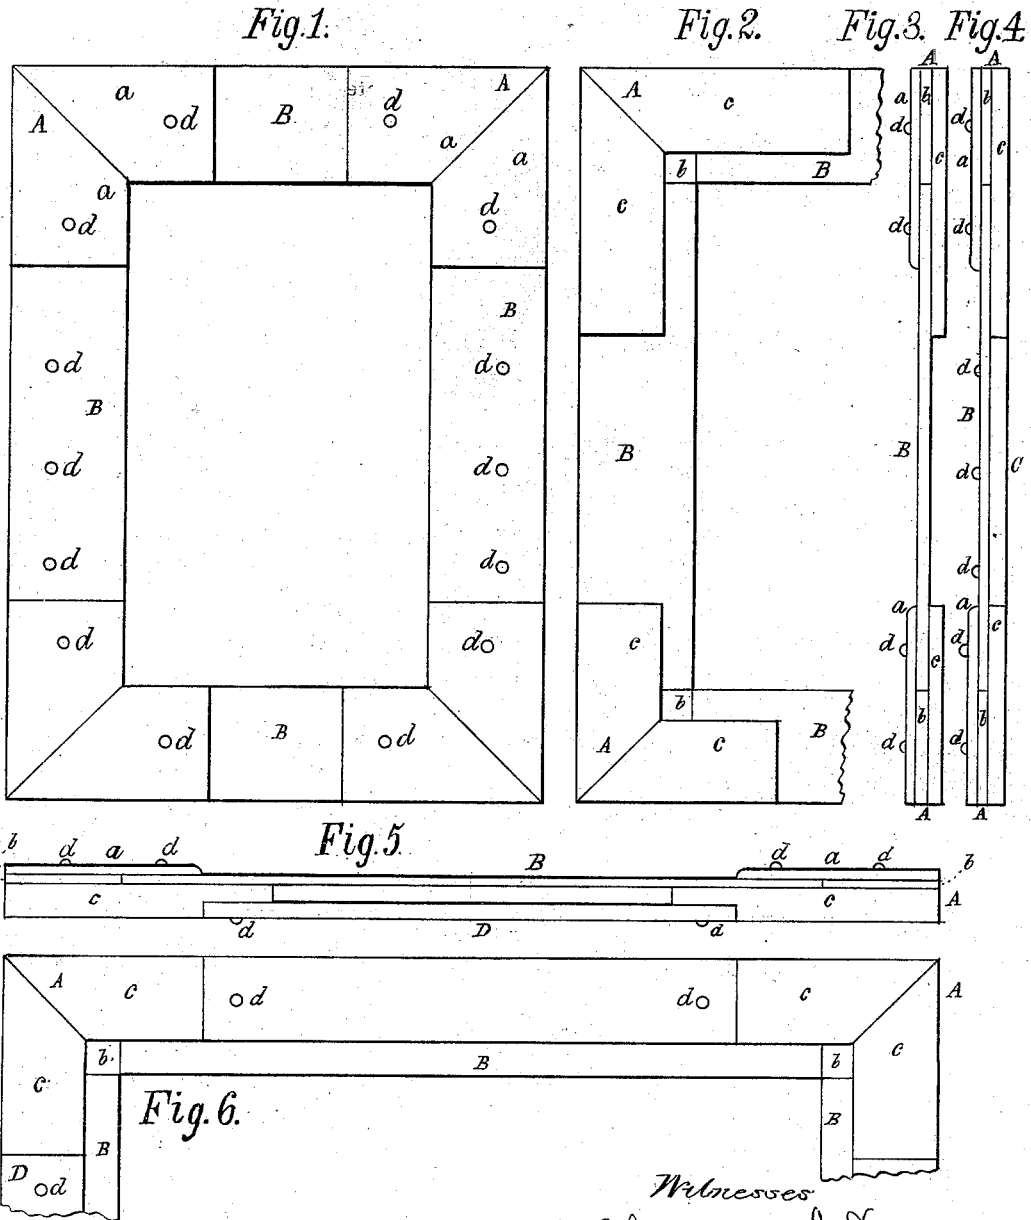 Fig.1. Fig.2. Fig.3. Fig.4.
A a d B d A a a
a d d
B
d d
B
d d
d d
d d
d B d
A c
b B
c
B
c
b
A c B
A
a b
d c
d
B
a
d c
b
d
A
A
b
d c
a
d
d
B
d C
d
a c
d
b
d
A
Fig.5.
b d a d B d a d b
c c A
d D d
A c d d c A
b B b
c c
Fig.6.
B B
D d
Witnesses